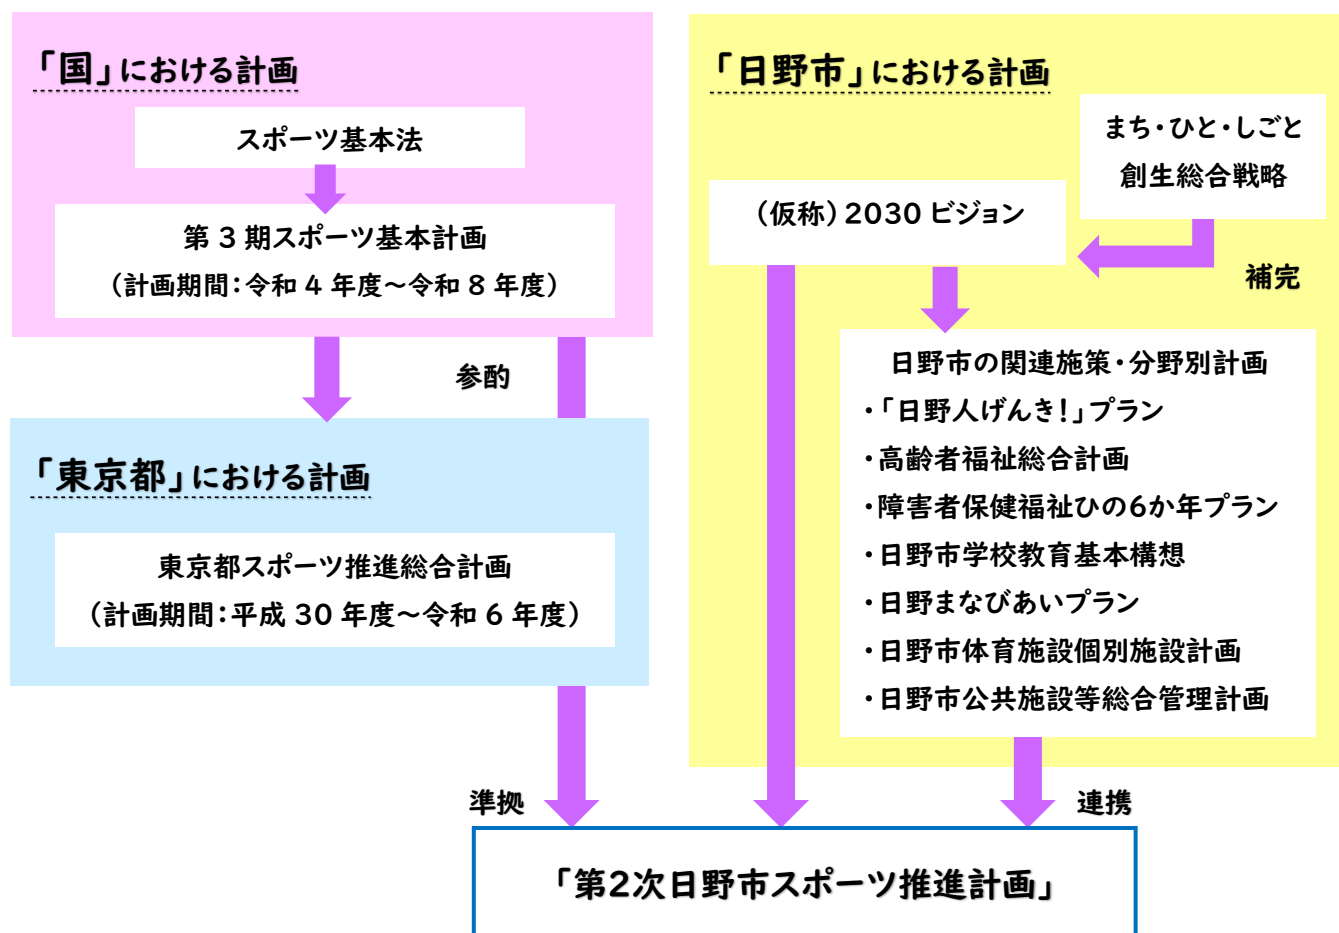 「国」における計画
スポーツ基本法
第 3 期スポーツ基本計画
（計画期間：令和 4 年度～令和 8 年度）
参酌
「東京都」における計画
東京都スポーツ推進総合計画
（計画期間：平成 30 年度～令和 6 年度）
準拠
「日野市」における計画
まち・ひと・しごと
創生総合戦略
（仮称）2030 ビジョン
補完
日野市の関連施策・分野別計画
・「日野人げんき！」プラン
・高齢者福祉総合計画
・障害者保健福祉ひの6か年プラン
・日野市学校教育基本構想
・日野まなびあいプラン
・日野市体育施設個別施設計画
・日野市公共施設等総合管理計画
連携
「第2次日野市スポーツ推進計画」